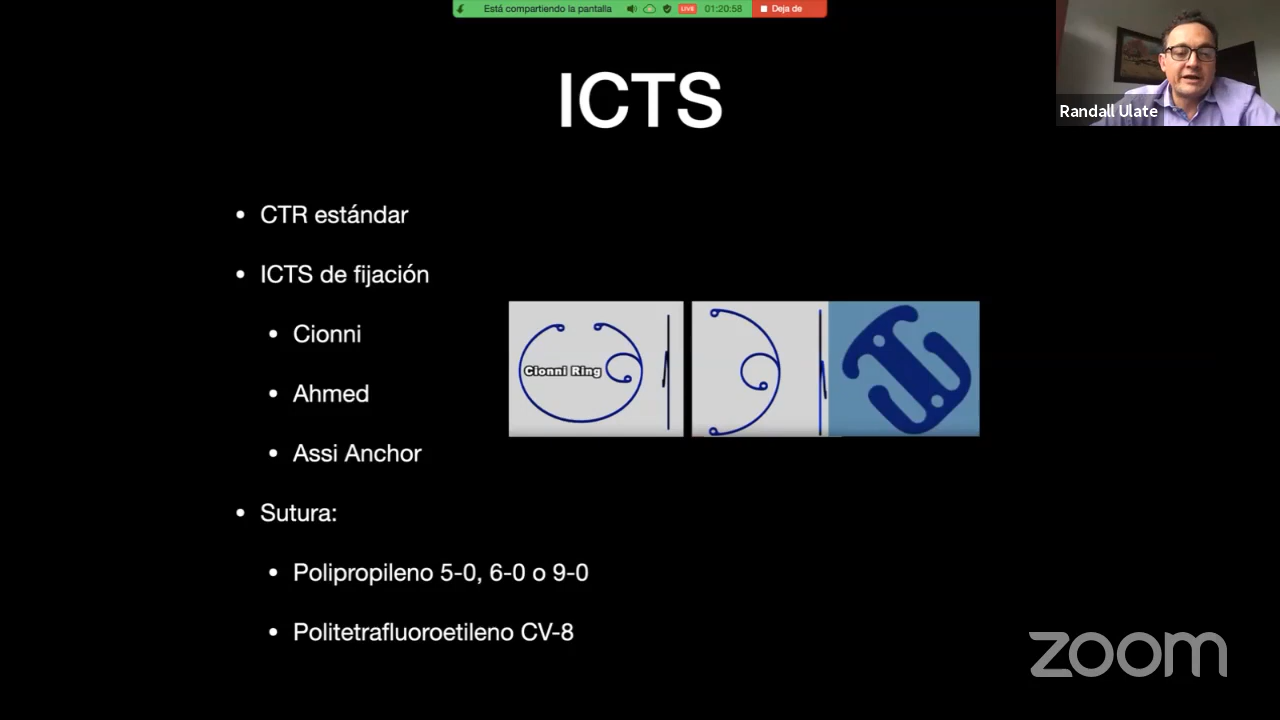 Está compartiendo la pantalla
LIVE
01:20:58
Deja de
Randall Ulate
ICTS
• CTR estándar
• ICTS de fijación
• Cionni
• Ahmed
• Assi Anchor
Cionni Ring
• Sutura:
• Polipropileno 5-0, 6-0 o 9-0
• Politetrafluoroetileno CV-8
zoom